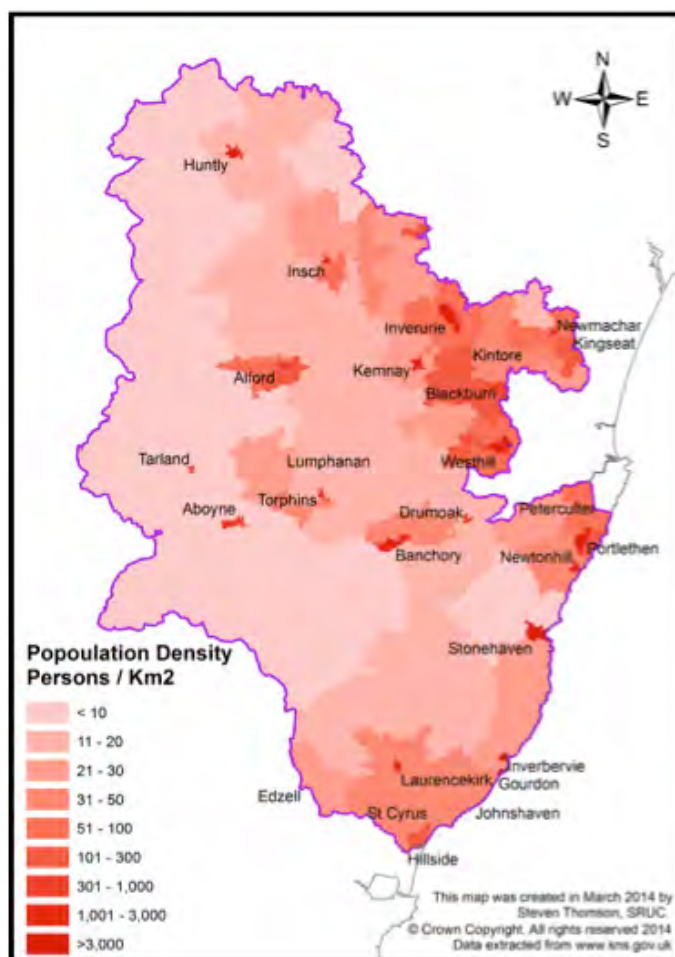 N
W E
S
Huntly
Insch
Inverurie
Newmachar
Kingseat
Kintore
Kemnay
Alford
Blackburn
Tarland
Lumphanan
Westhill
Torphins
Aboyne
Drumoak
Peterculter
Banchory
Newtonhill
Portlethen
Stonehaven
Popoulation Density
Persons / Km2
< 10
11 - 20
21 - 30
31 - 50
51 - 100
101 - 300
301 - 1,000
1,001 - 3,000
>3,000
Inverbervie
Laurencekirk
Gourdon
Edzell
St Cyrus
Johnshaven
Hillside
This map was created in March 2014 by
Steven Thomson, SRUC.
© Crown Copyright. All rights reserved 2014
Data extracted from www.sns.gov.uk